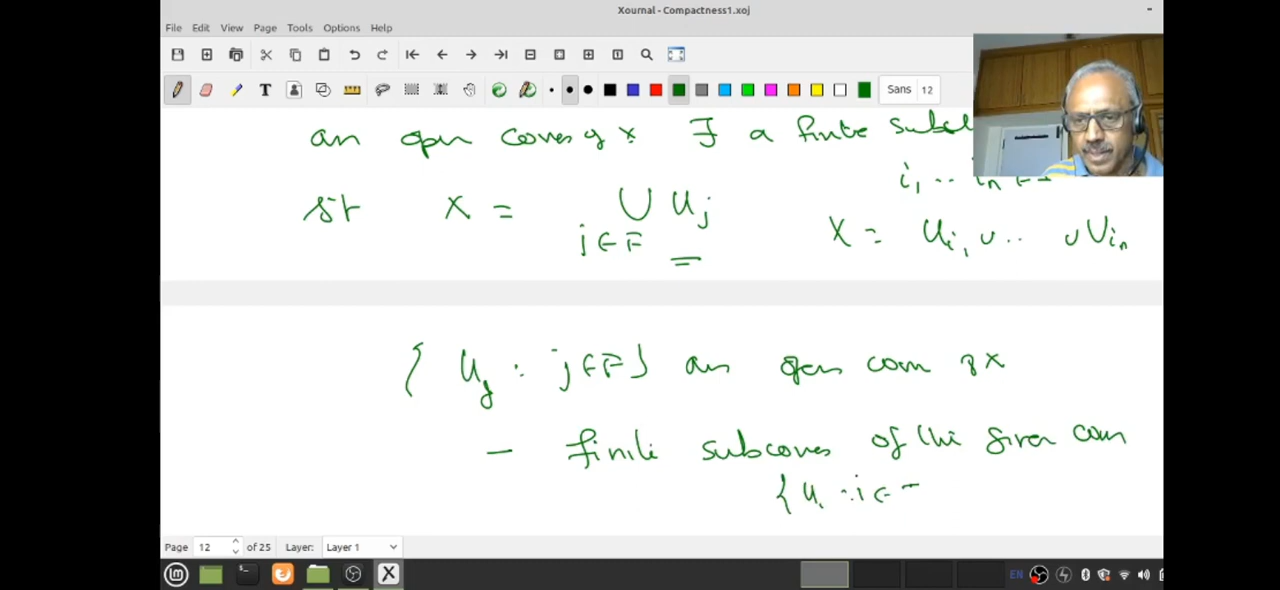 Xournal - Compactness1.xoj
File Edit View Page Tools Options Help
Sans 12
an open cover of X ∃ a finite
i1 .. in
st X = ∪ Uj X = Ui1 ∪ .. ∪ Uin
j∈F
{ Uj : j∈F} an open cover of X
– finite subcover of the given cover
{ Ui : i ∈
Page 12 of 25 Layer: Layer 1
EN